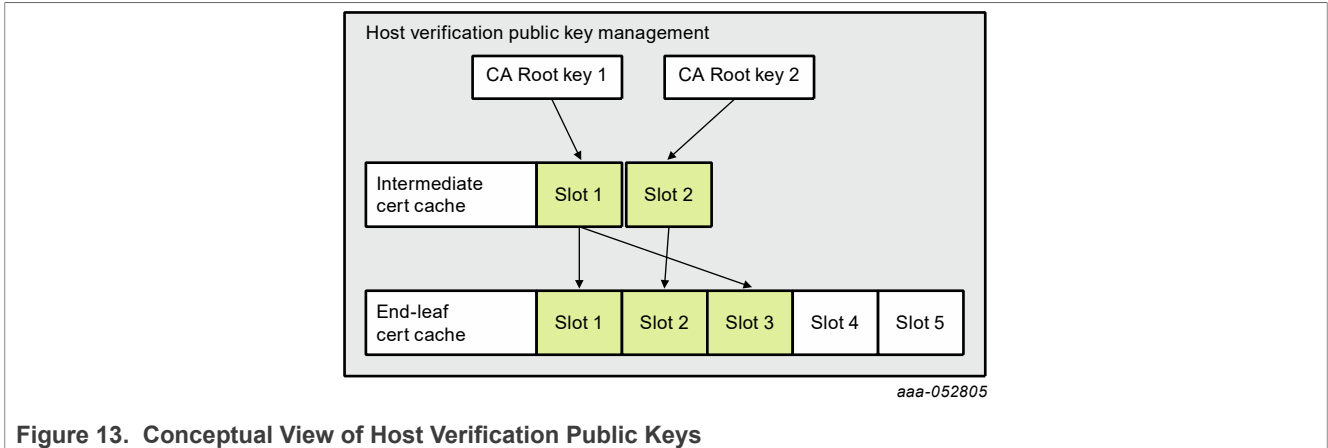 Host verification public key management
CA Root key 1
CA Root key 2
Intermediate
cert cache
Slot 1
Slot 2
End-leaf
cert cache
Slot 1
Slot 2
Slot 3
Slot 4
Slot 5
aaa-052805
Figure 13. Conceptual View of Host Verification Public Keys